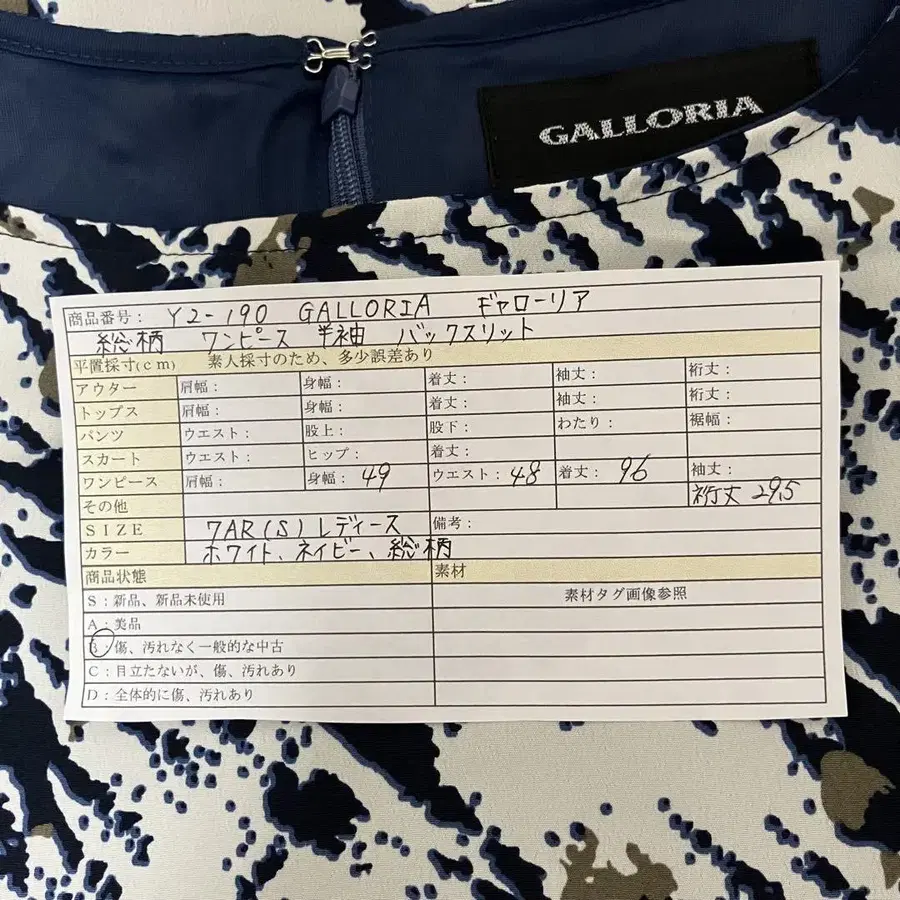 GALLORIA
商品番号: Y2-190 GALLORIA ギャローリア
総柄 ワンピース 半袖 バックスリット
平置採寸(cm) 素人採寸のため、多少誤差あり
アウター 肩幅: 身幅: 着丈: 袖丈: 裄丈:
トップス 肩幅: 身幅: 着丈: 袖丈: 裄丈:
パンツ ウエスト: 股上: 股下: わたり: 裾幅:
スカート ウエスト: ヒップ: 着丈:
ワンピース 肩幅: 身幅: 49 ウエスト: 48 着丈: 96 袖丈:
その他 裄丈 29.5
SIZE 7AR(S) レディース 備考:
カラー ホワイト、ネイビー、総柄
商品状態 素材
S:新品、新品未使用 素材タグ画像参照
A:美品
B:傷、汚れなく一般的な中古
C:目立たないが、傷、汚れあり
D:全体的に傷、汚れあり